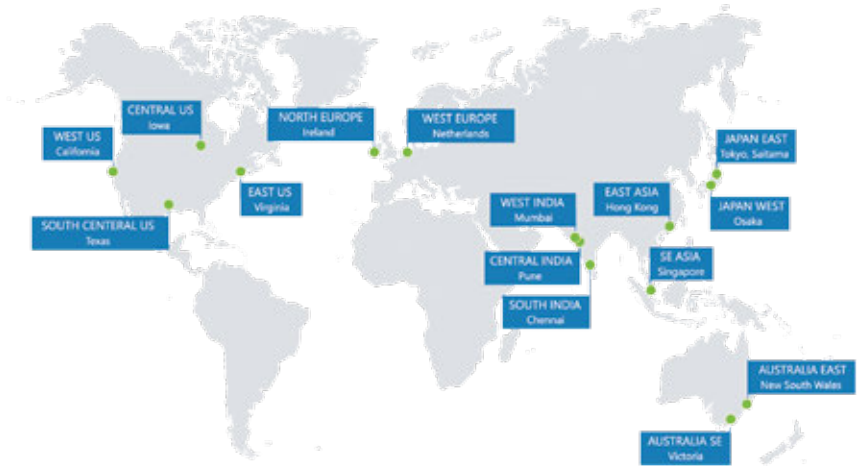 CENTRAL US
Iowa
NORTH EUROPE
Ireland
WEST EUROPE
Netherlands
WEST US
California
JAPAN EAST
Tokyo, Saitama
EAST US
Virginia
WEST INDIA
Mumbai
EAST ASIA
Hong Kong
JAPAN WEST
Osaka
SOUTH CENTERAL US
Texas
CENTRAL INDIA
Pune
SE ASIA
Singapore
SOUTH INDIA
Chennai
AUSTRALIA EAST
New South Wales
AUSTRALIA SE
Victoria